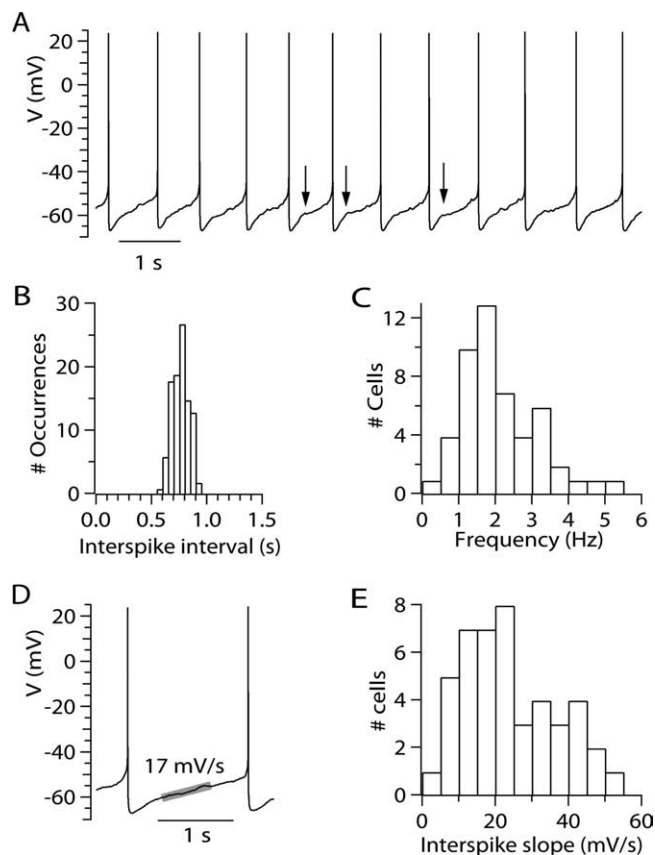 A
V (mV)
20
0
-20
-40
-60
1 s
B
# Occurrences
30
20
10
0
0.0 0.5 1.0 1.5
Interspike interval (s)
C
# Cells
12
8
4
0
0 1 2 3 4 5 6
Frequency (Hz)
D
V (mV)
20
0
-20
-40
-60
17 mV/s
1 s
E
# cells
8
6
4
2
0
0 20 40 60
Interspike slope (mV/s)